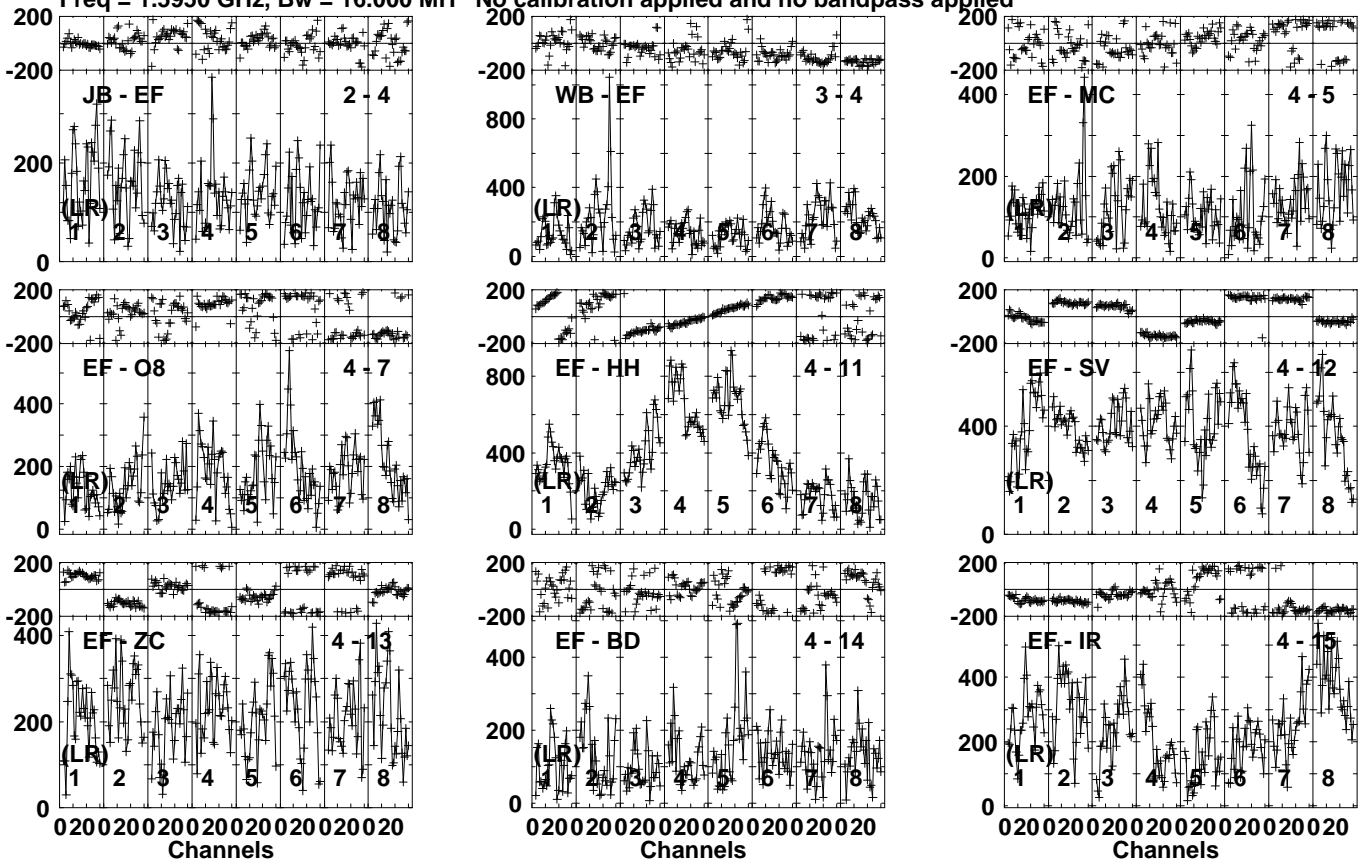 Freq = 1.5950 GHz, Bw = 16.000 MH No calibration applied and no bandpass applied
200
-200
JB - EF 2 - 4
200
0
(LR)
1 2 3 4 5 6 7 8
200
-200
WB - EF 3 - 4
800
400
0
(LR)
1 2 3 4 5 6 7 8
200
-200
EF - MC 4 - 5
400
200
0
(LR)
1 2 3 4 5 6 7 8
200
-200
EF - O8 4 - 7
400
200
0
(LR)
1 2 3 4 5 6 7 8
200
-200
EF - HH 4 - 11
800
400
0
(LR)
1 2 3 4 5 6 7 8
200
-200
EF - SV 4 - 12
400
0
(LR)
1 2 3 4 5 6 7 8
200
-200
EF - ZC 4 - 13
400
200
0
(LR)
1 2 3 4 5 6 7 8
0 20 0 20 0 20 0 20 0 20 0 20 0 20 0 20
Channels
200
-200
EF - BD 4 - 14
400
200
0
(LR)
1 2 3 4 5 6 7 8
0 20 0 20 0 20 0 20 0 20 0 20 0 20 0 20
Channels
200
-200
EF - IR 4 - 15
400
200
0
(LR)
1 2 3 4 5 6 7 8
0 20 0 20 0 20 0 20 0 20 0 20 0 20 0 20
Channels